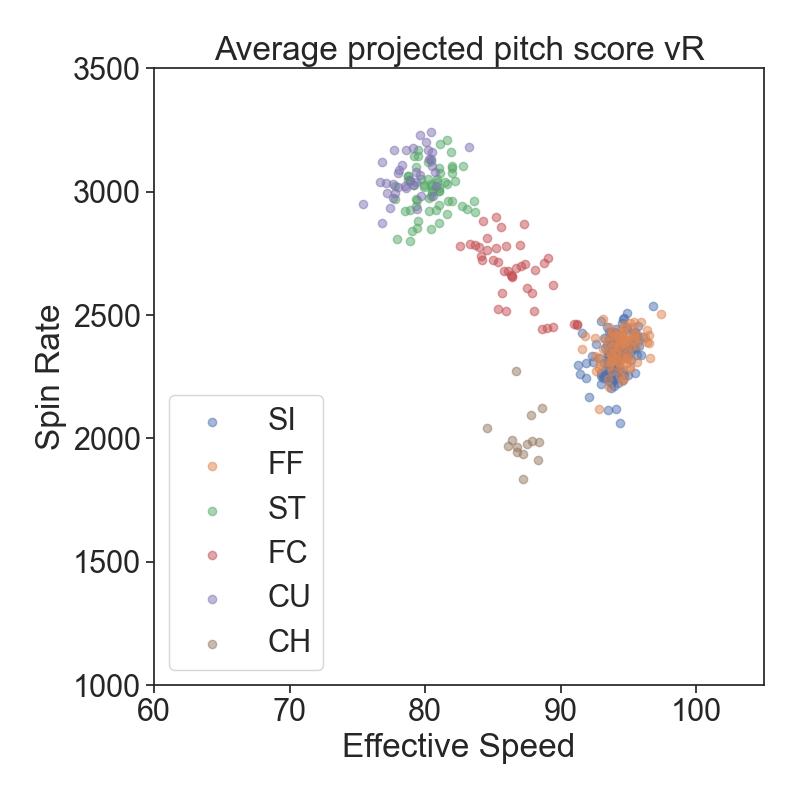 Average projected pitch score vR
3500
3000
2500
2000
1500
1000
Spin Rate
SI
FF
ST
FC
CU
CH
60 70 80 90 100
Effective Speed